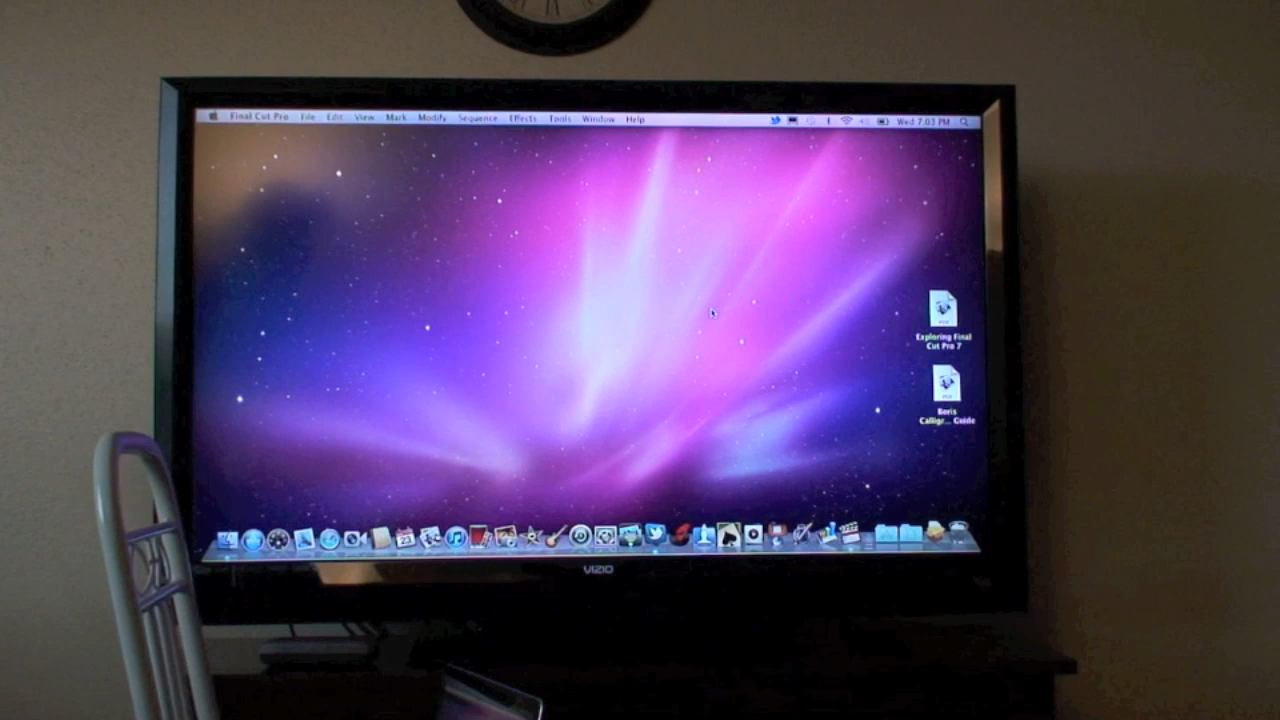 Final Cut Pro File Edit View Mark Modify Sequence Effects Tools Window Help Wed 7:03 PM
Exploring Final
Cut Pro 7
Boris
Calligr... Guide
VIZIO